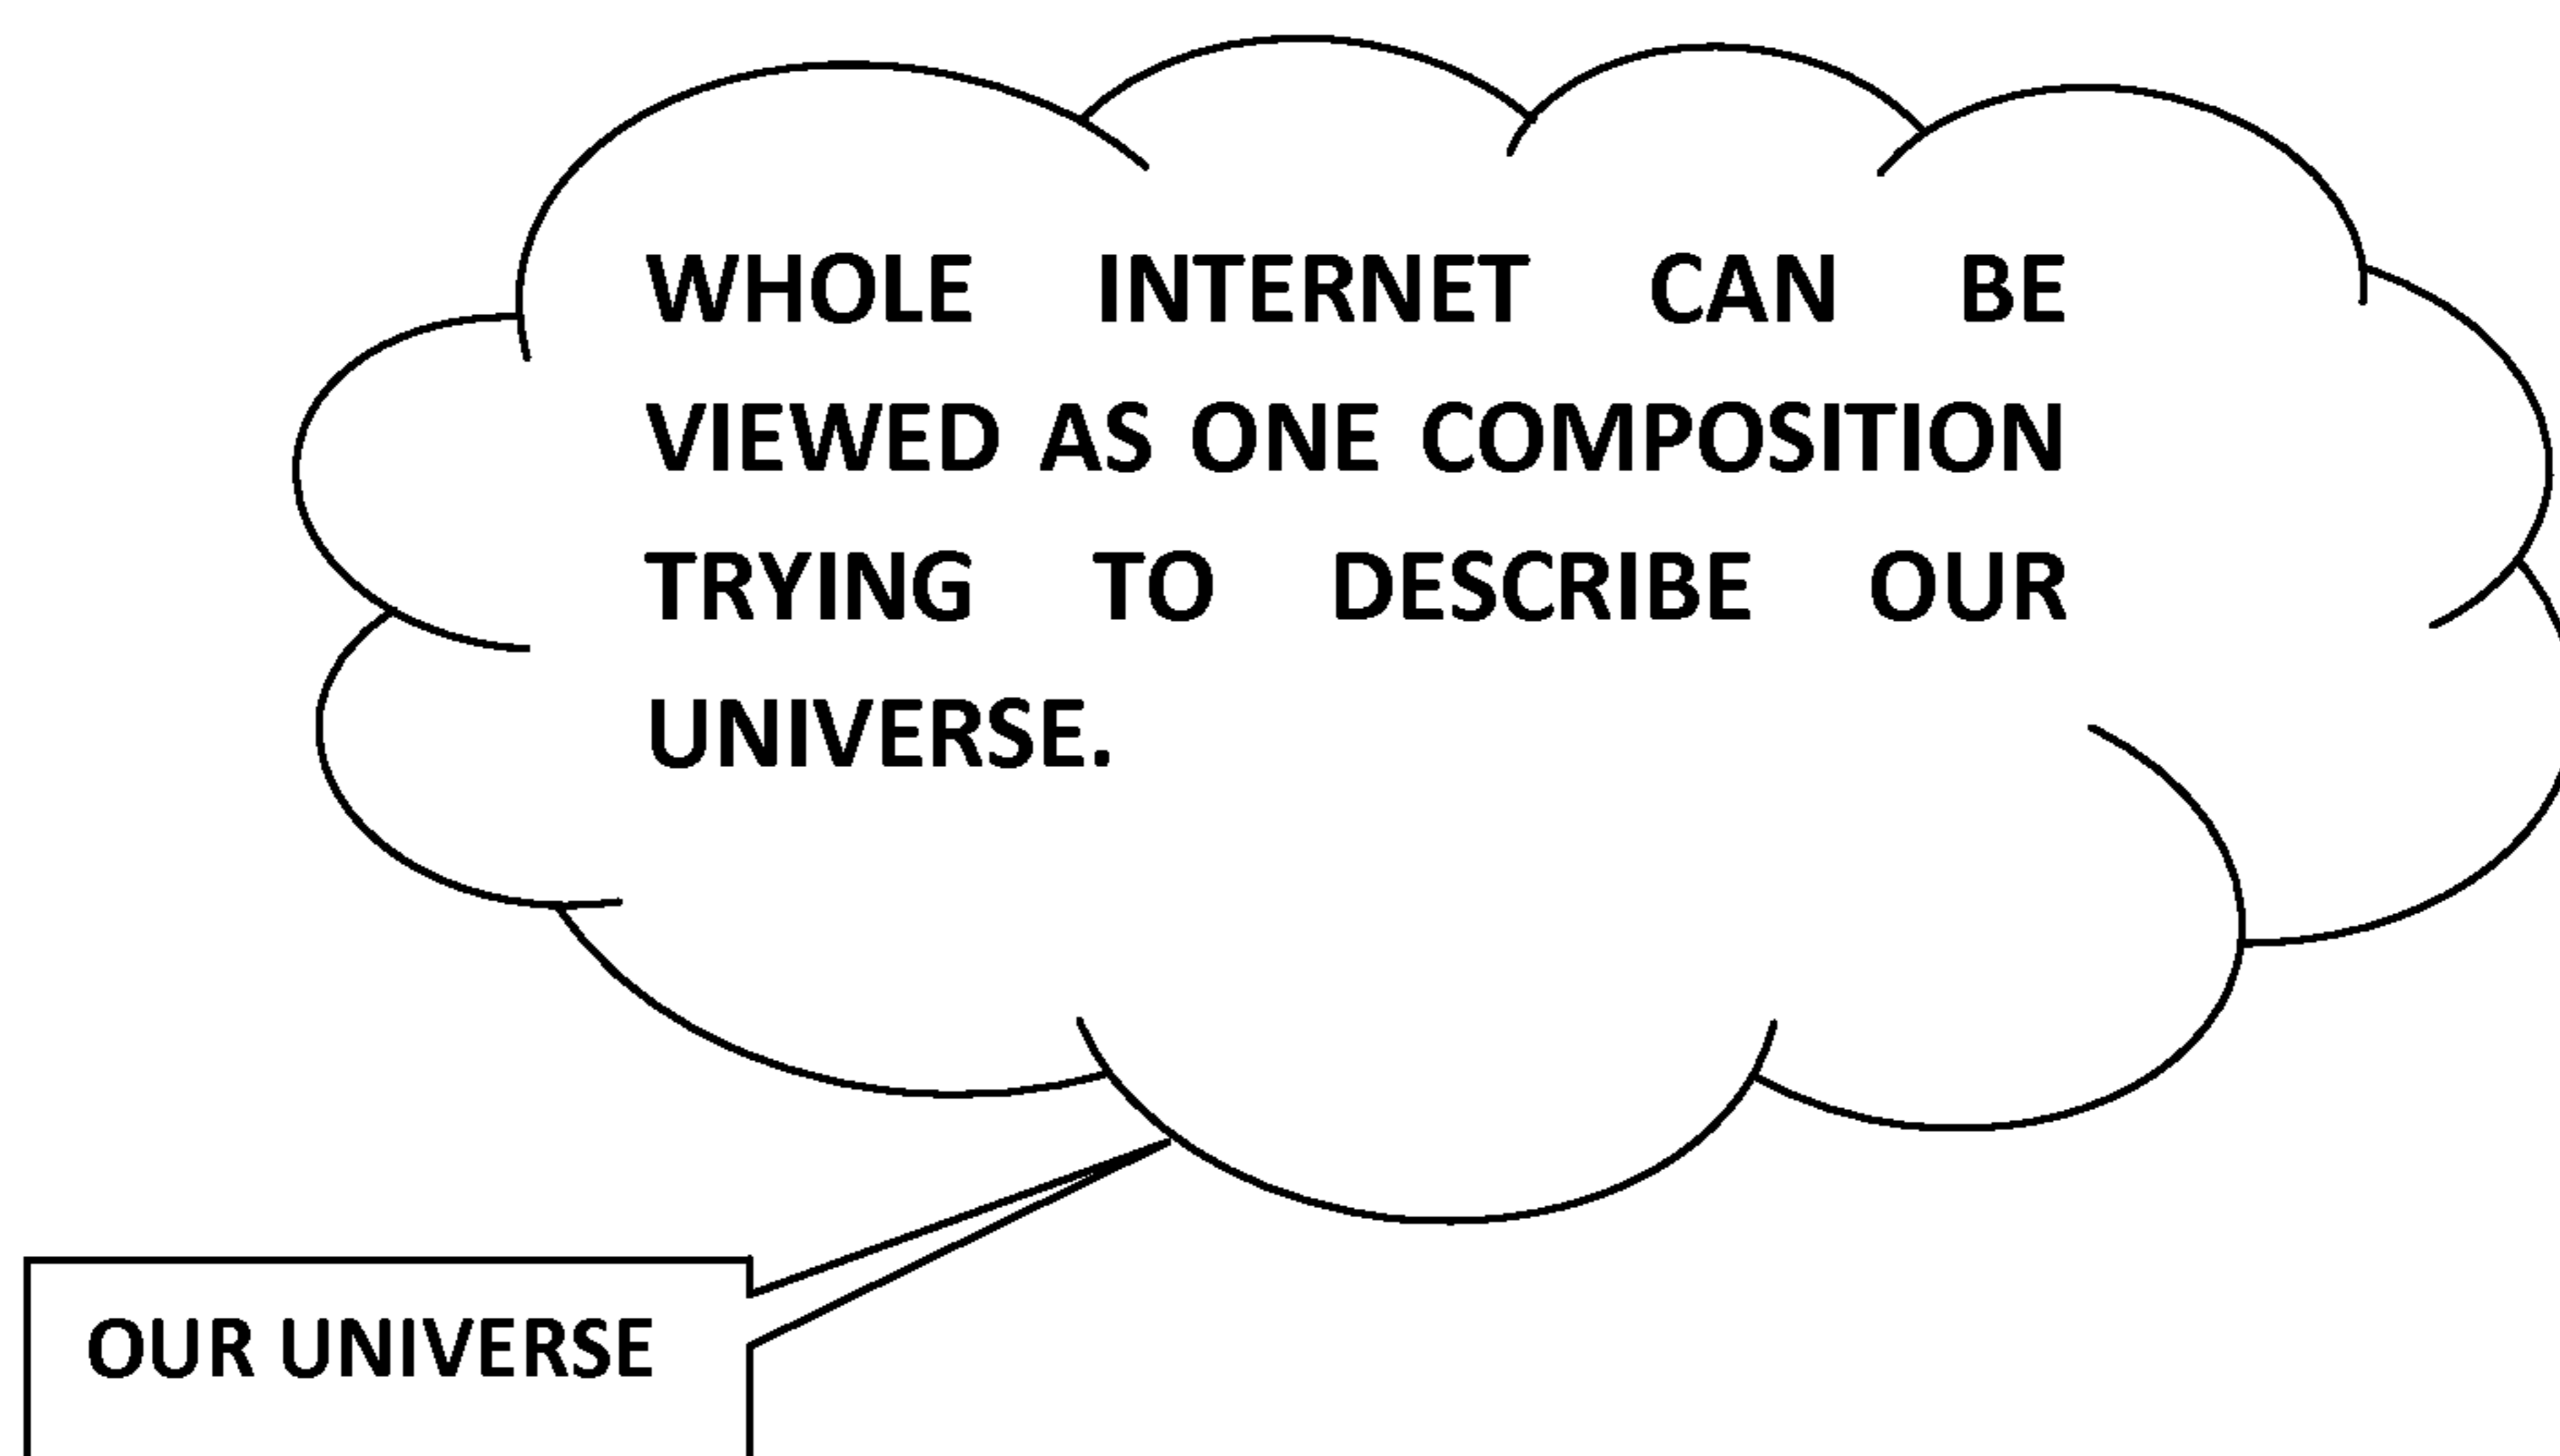 WHOLE INTERNET CAN BE
VIEWED AS ONE COMPOSITION
TRYING TO DESCRIBE OUR
UNIVERSE.
OUR UNIVERSE